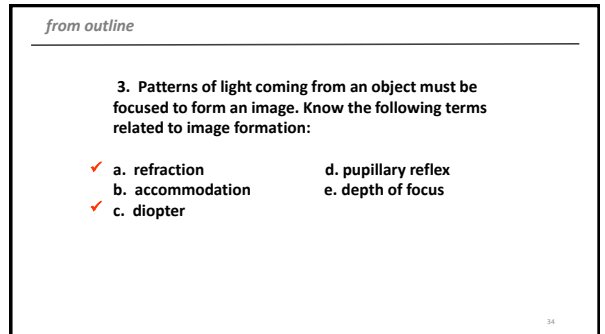 from outline
3. Patterns of light coming from an object must be
focused to form an image. Know the following terms
related to image formation:
✓ a. refraction
b. accommodation
✓ c. diopter
d. pupillary reflex
e. depth of focus
34